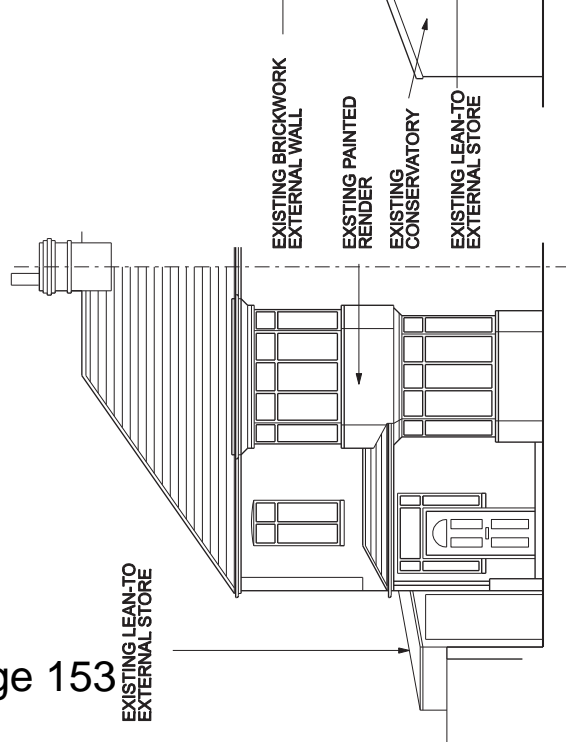 EXISTING BRICKWORK
EXTERNAL WALL
EXSTING PAINTED
RENDER
EXISTING
CONSERVATORY
EXISTING LEAN-TO
EXTERNAL STORE
EXISTING LEAN-TO
EXTERNAL STORE
ge 153